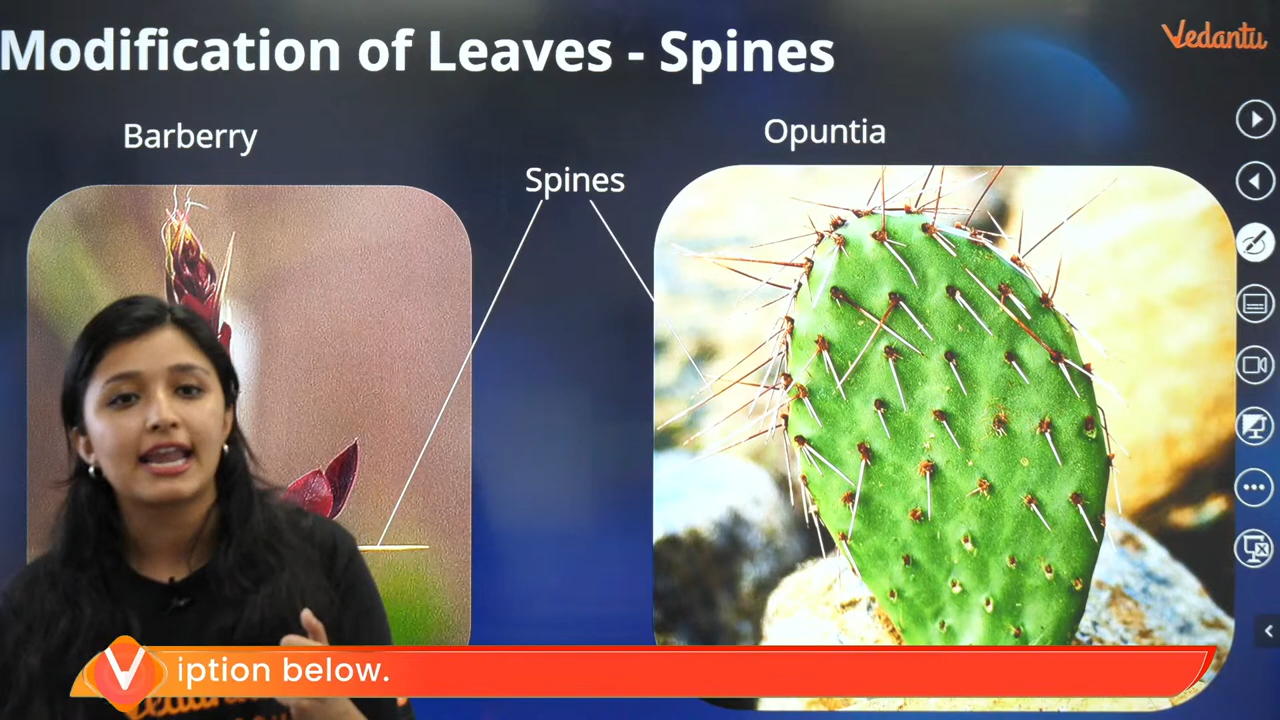 Modification of Leaves - Spines
Vedantu
Barberry
Opuntia
Spines
V iption below.